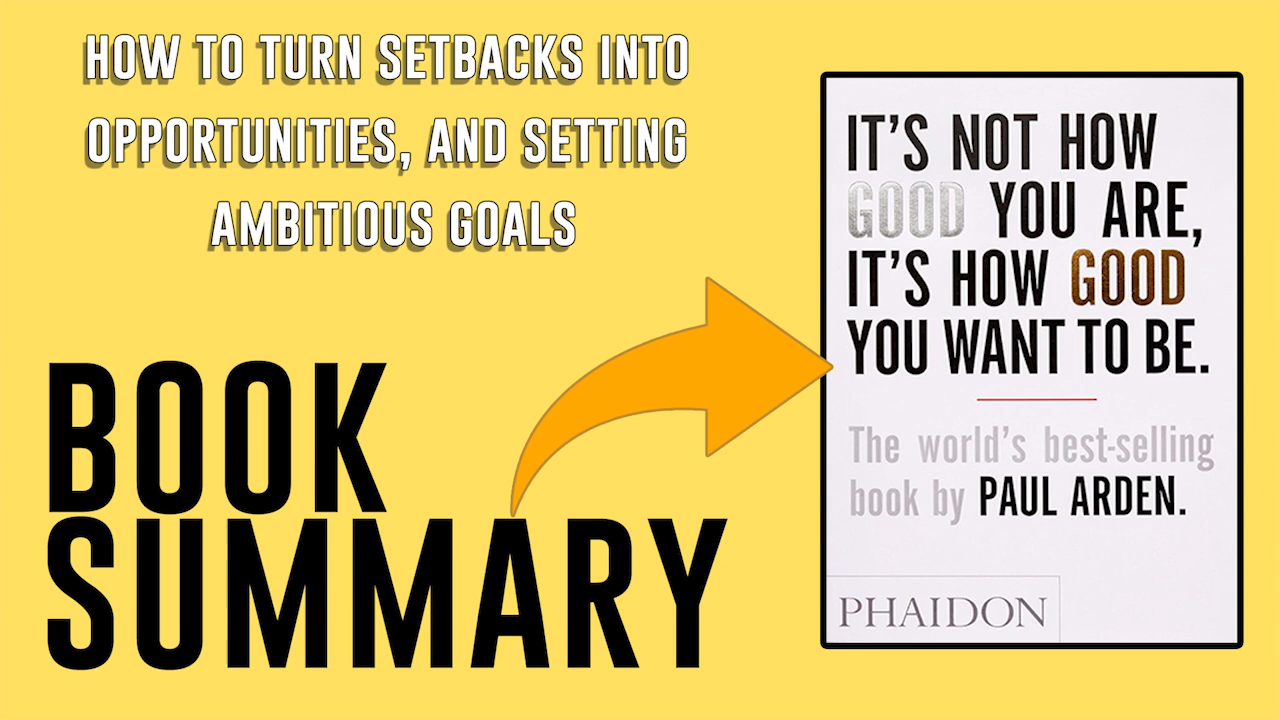 HOW TO TURN SETBACKS INTO
OPPORTUNITIES, AND SETTING
AMBITIOUS GOALS
BOOK
SUMMARY
IT'S NOT HOW
GOOD YOU ARE,
IT'S HOW GOOD
YOU WANT TO BE.
The world's best-selling
book by PAUL ARDEN.
PHAIDON